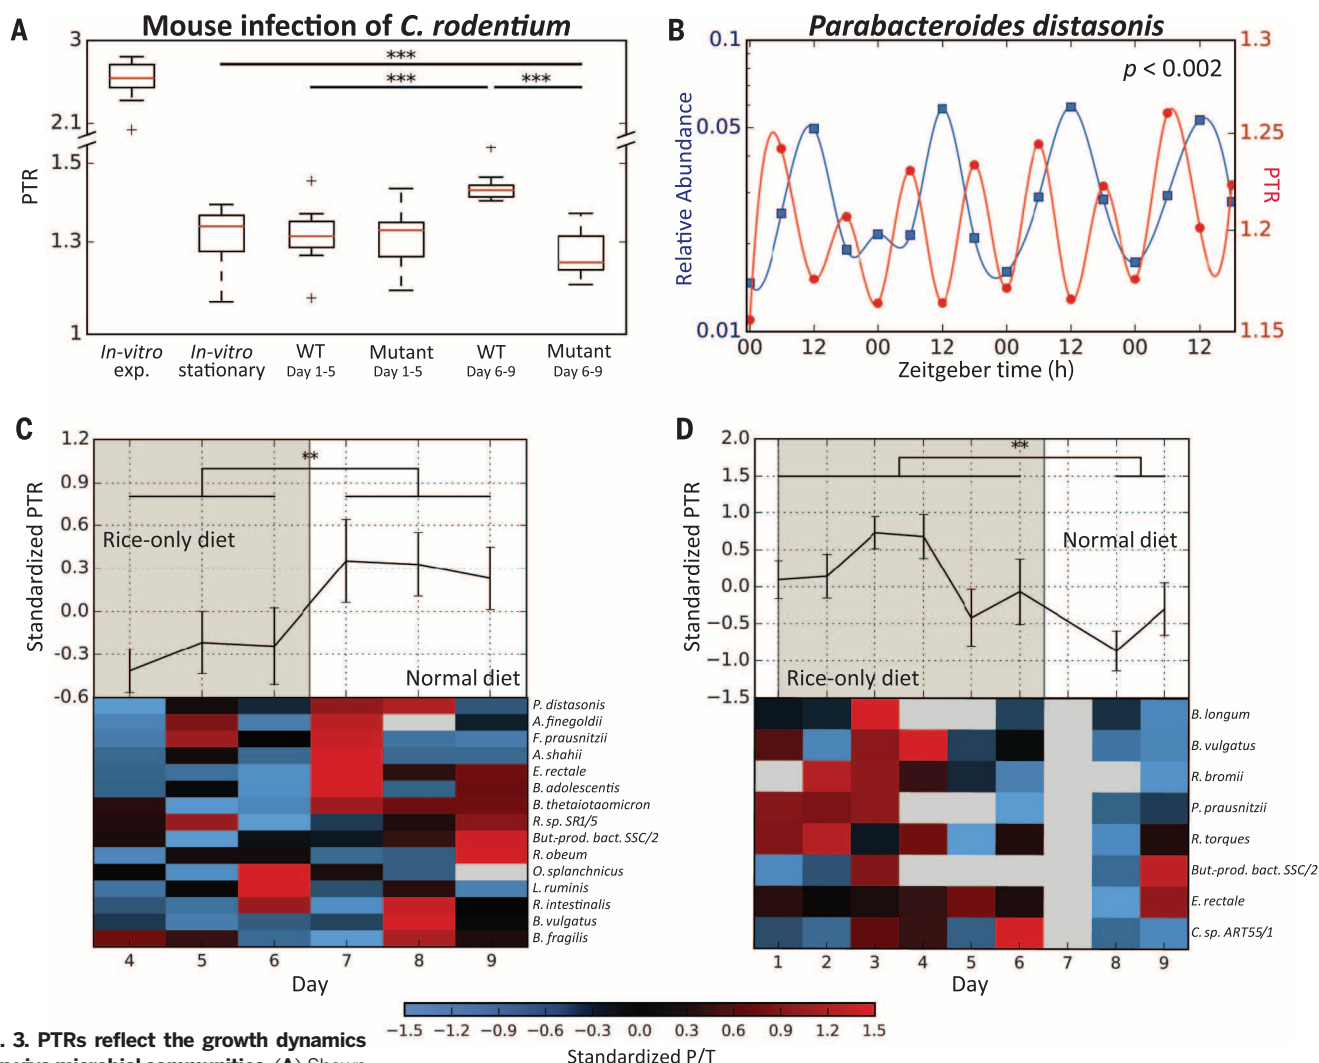 A
Mouse infection of C. rodentium
3
2.1
1.5
1.3
1
PTR
***
***
***
In-vitro exp.
In-vitro stationary
WT Day 1-5
Mutant Day 1-5
WT Day 6-9
Mutant Day 6-9
B
Parabacteroides distasonis
p < 0.002
0.1
0.05
0.01
Relative Abundance
1.3
1.25
1.2
1.15
PTR
00 12 00 12 00 12 00 12
Zeitgeber time (h)
C
1.2
0.9
0.6
0.3
0.0
-0.3
-0.6
Standardized PTR
**
Rice-only diet
Normal diet
P. distasonis
A. finegoldii
F. prausnitzii
A. shahii
E. rectale
B. adolescentis
B. thetaiotaomicron
R. sp. SR1/5
But.-prod. bact. SSC/2
R. obeum
O. splanchnicus
L. ruminis
R. intestinalis
B. vulgatus
B. fragilis
4 5 6 7 8 9
Day
D
2.0
1.5
1.0
0.5
0.0
−0.5
−1.0
−1.5
Standardized PTR
**
Normal diet
Rice-only diet
B. longum
B. vulgatus
R. bromii
P. prausnitzii
R. torques
But.-prod. bact. SSC/2
E. rectale
C. sp. ART55/1
1 2 3 4 5 6 7 8 9
Day
−1.5 −1.2 −0.9 −0.6 −0.3 0.0 0.3 0.6 0.9 1.2 1.5
Standardized P/T
. 3. PTRs reflect the growth dynamics
microbial communities. (A) Shown